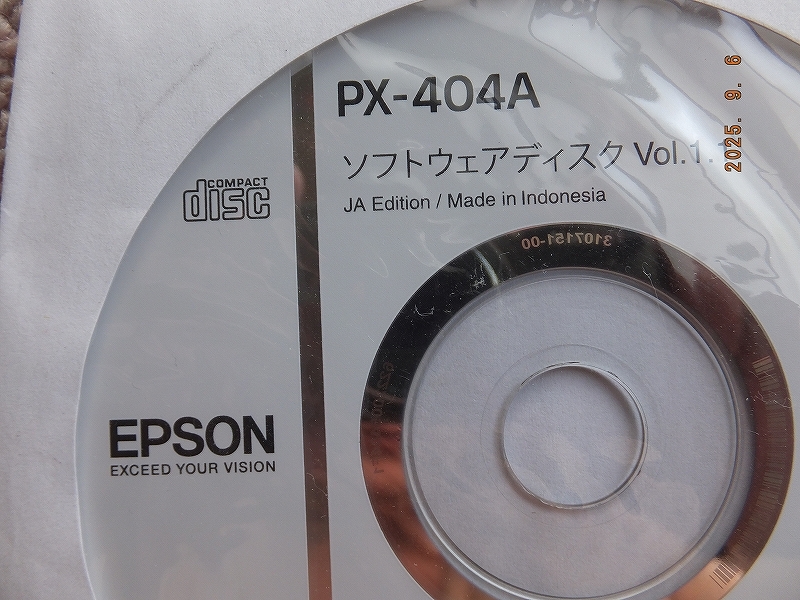 PX-404A
ソフトウェアディスク Vol.1.1
JA Edition / Made in Indonesia
COMPACT
disc
3107151-00
EPSON
EXCEED YOUR VISION
2025. 9. 6